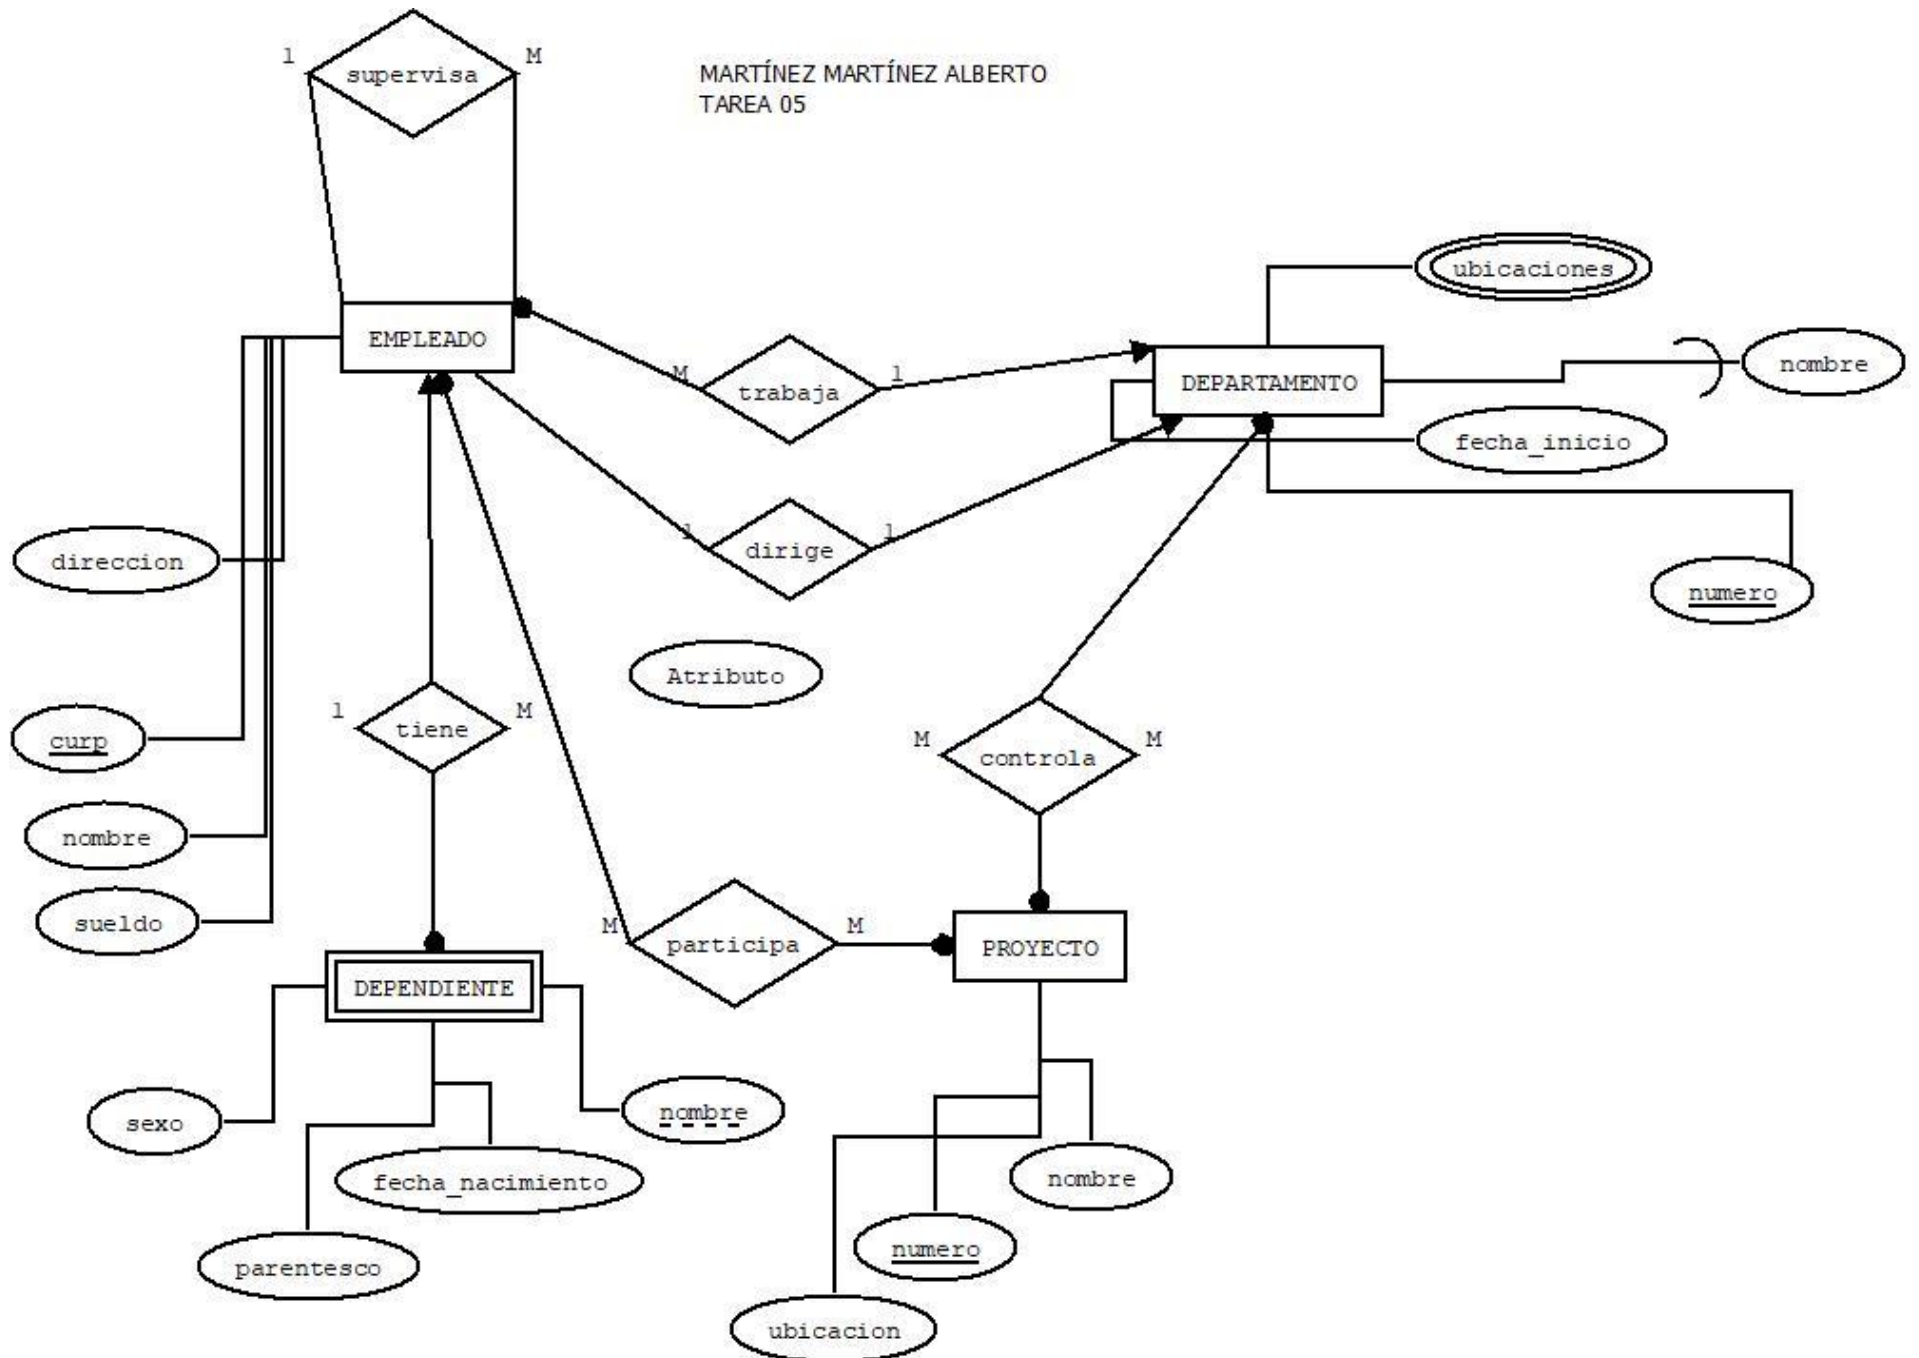 1
supervisa
M
MARTÍNEZ MARTÍNEZ ALBERTO
TAREA 05
ubicaciones
EMPLEADO
M
trabaja
1
DEPARTAMENTO
nombre
fecha_inicio
1
dirige
1
direccion
numero
Atributo
curp
1
tiene
M
M
controla
M
nombre
sueldo
M
participa
M
PROYECTO
DEPENDIENTE
sexo
nombre
fecha_nacimiento
nombre
parentesco
numero
ubicacion